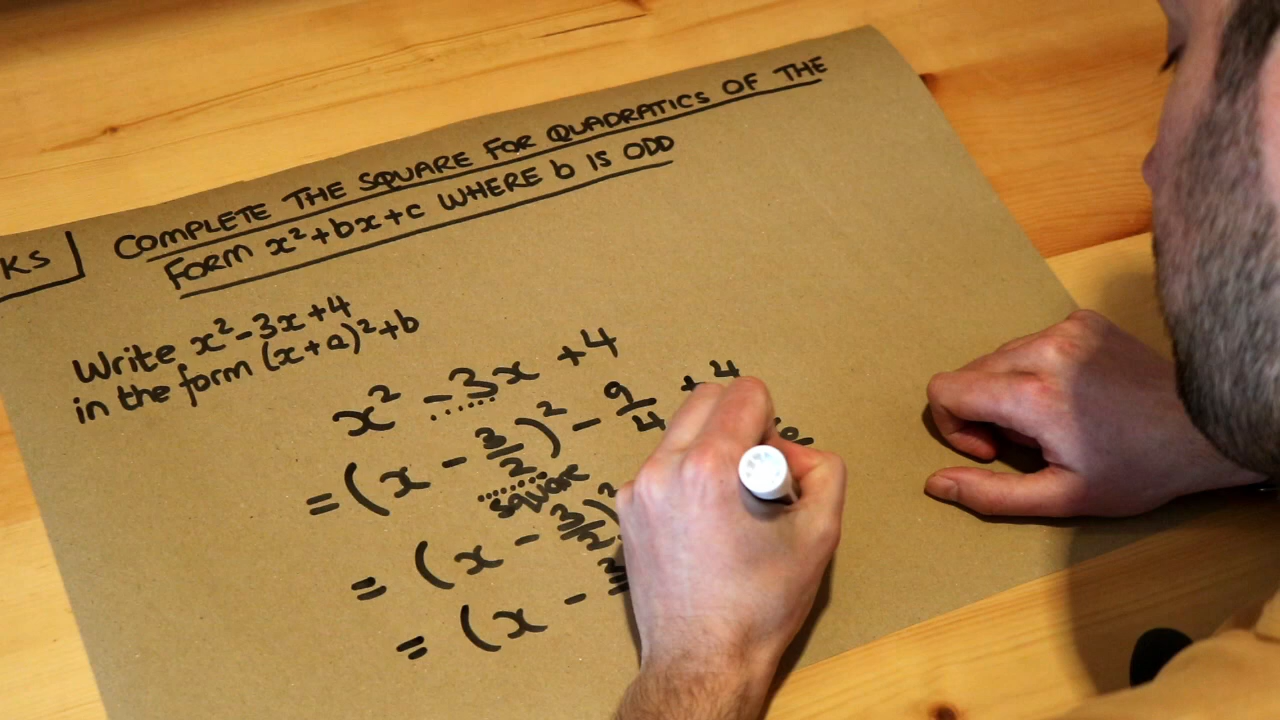 KS
COMPLETE THE SQUARE FOR QUADRATICS OF THE
FORM x²+bx+c WHERE b IS ODD
Write x²-3x+4
in the form (x+a)²+b
x² - 3x +4
= (x - 3/2)² - 9/4 + 4
square
= (x - 3/2)²
= (x -